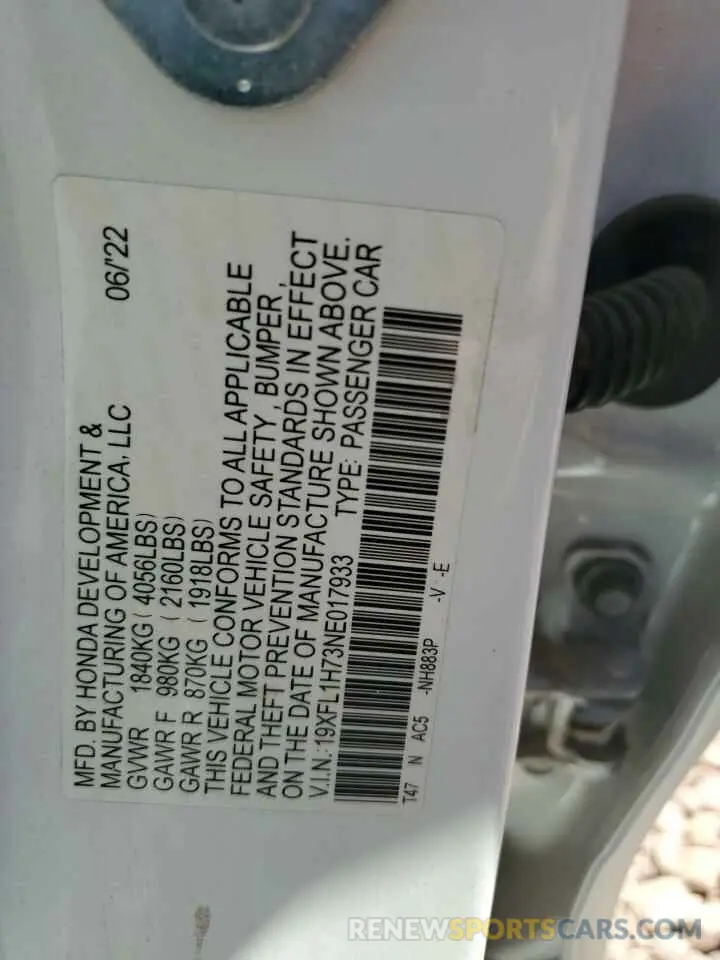 MFD. BY HONDA DEVELOPMENT &
MANUFACTURING OF AMERICA, LLC 06/'22
GVWR 1840KG ( 4056LBS)
GAWR F 980KG ( 2160LBS)
GAWR R 870KG ( 1918LBS)
THIS VEHICLE CONFORMS TO ALL APPLICABLE
FEDERAL MOTOR VEHICLE SAFETY, BUMPER,
AND THEFT PREVENTION STANDARDS IN EFFECT
ON THE DATE OF MANUFACTURE SHOWN ABOVE.
V.I.N.: 19XFL1H73NE017933 TYPE: PASSENGER CAR
T47 N AC5 -NH883P -V -E
RENEWSPORTSCARS.COM